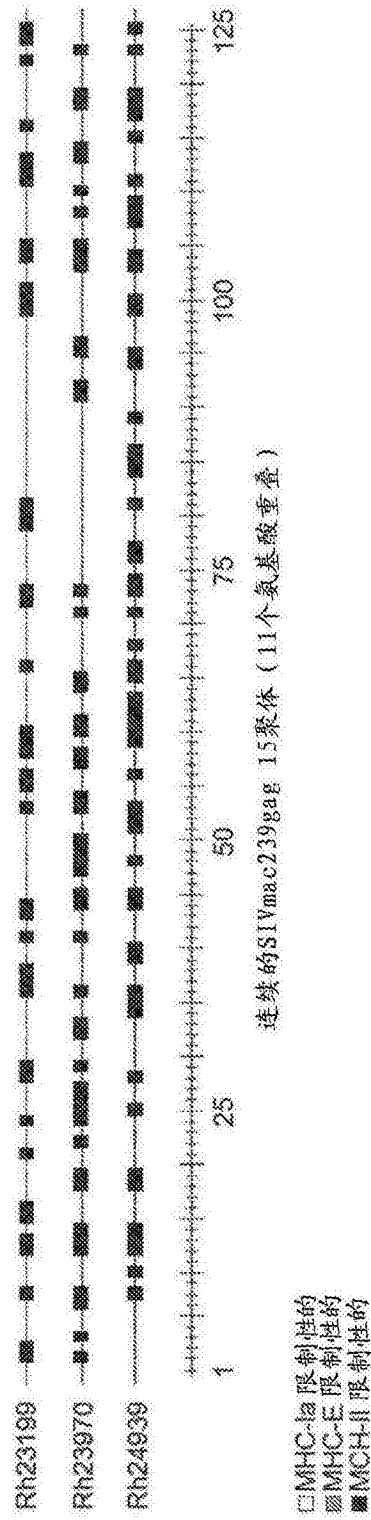 Rh23199
Rh23970
Rh24939
1 25 50 75 100 125
连续的SIVmac239gag 15聚体（11个氨基酸重叠）
□MHC-Ia 限制性的
■MHC-E 限制性的
■MCH-II 限制性的